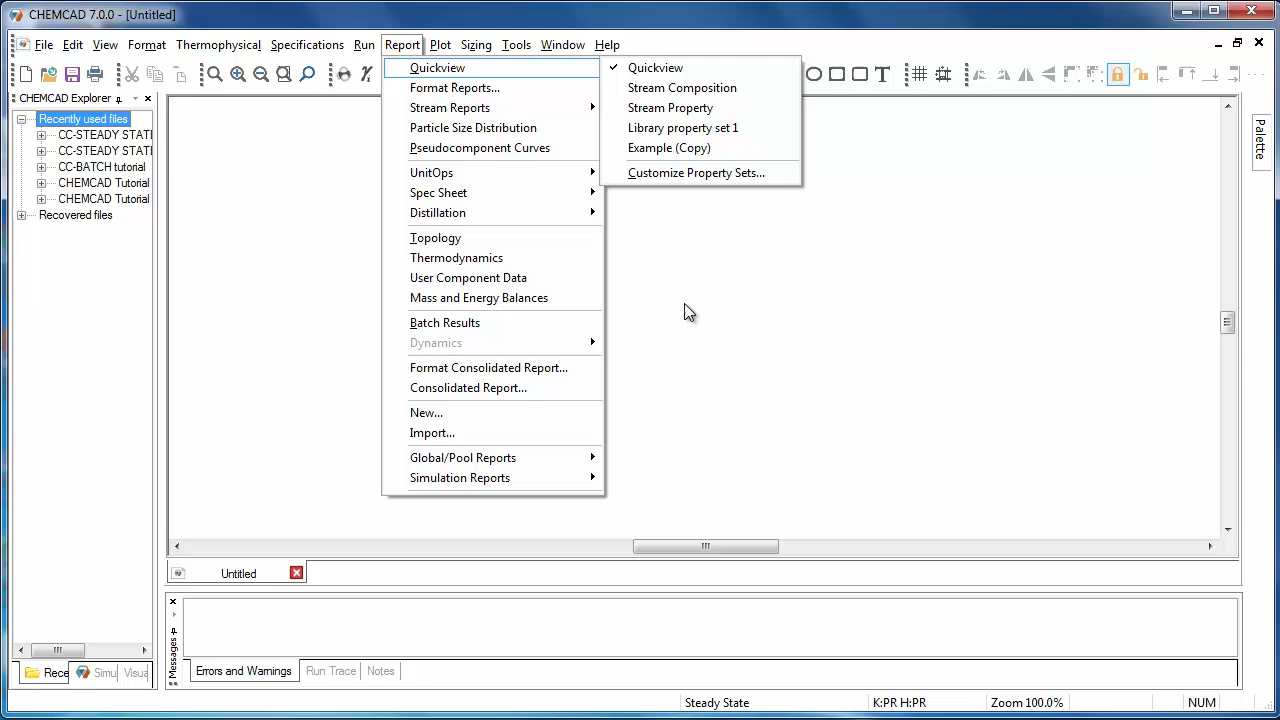 CHEMCAD 7.0.0 - [Untitled]
File Edit View Format Thermophysical Specifications Run Report Plot Sizing Tools Window Help
CHEMCAD Explorer
Recently used files
CC-STEADY STATI
CC-STEADY STATI
CC-BATCH tutorial
CHEMCAD Tutorial
CHEMCAD Tutorial
Recovered files
Quickview
Format Reports...
Stream Reports
Particle Size Distribution
Pseudocomponent Curves
UnitOps
Spec Sheet
Distillation
Topology
Thermodynamics
User Component Data
Mass and Energy Balances
Batch Results
Dynamics
Format Consolidated Report...
Consolidated Report...
New...
Import...
Global/Pool Reports
Simulation Reports
Quickview
Stream Composition
Stream Property
Library property set 1
Example (Copy)
Customize Property Sets...
Palette
Untitled
Messages
Errors and Warnings Run Trace Notes
Rece Simu Visua
Steady State K:PR H:PR Zoom 100.0% NUM